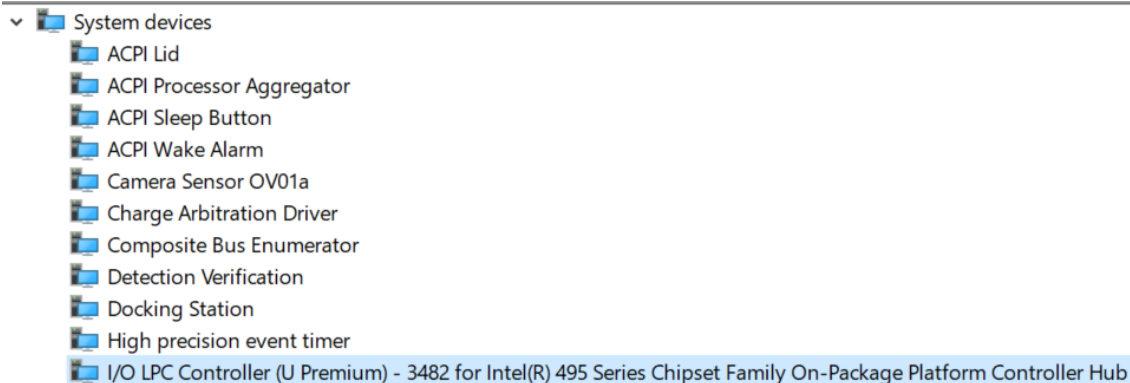 System devices
ACPI Lid
ACPI Processor Aggregator
ACPI Sleep Button
ACPI Wake Alarm
Camera Sensor OV01a
Charge Arbitration Driver
Composite Bus Enumerator
Detection Verification
Docking Station
High precision event timer
I/O LPC Controller (U Premium) - 3482 for Intel(R) 495 Series Chipset Family On-Package Platform Controller Hub